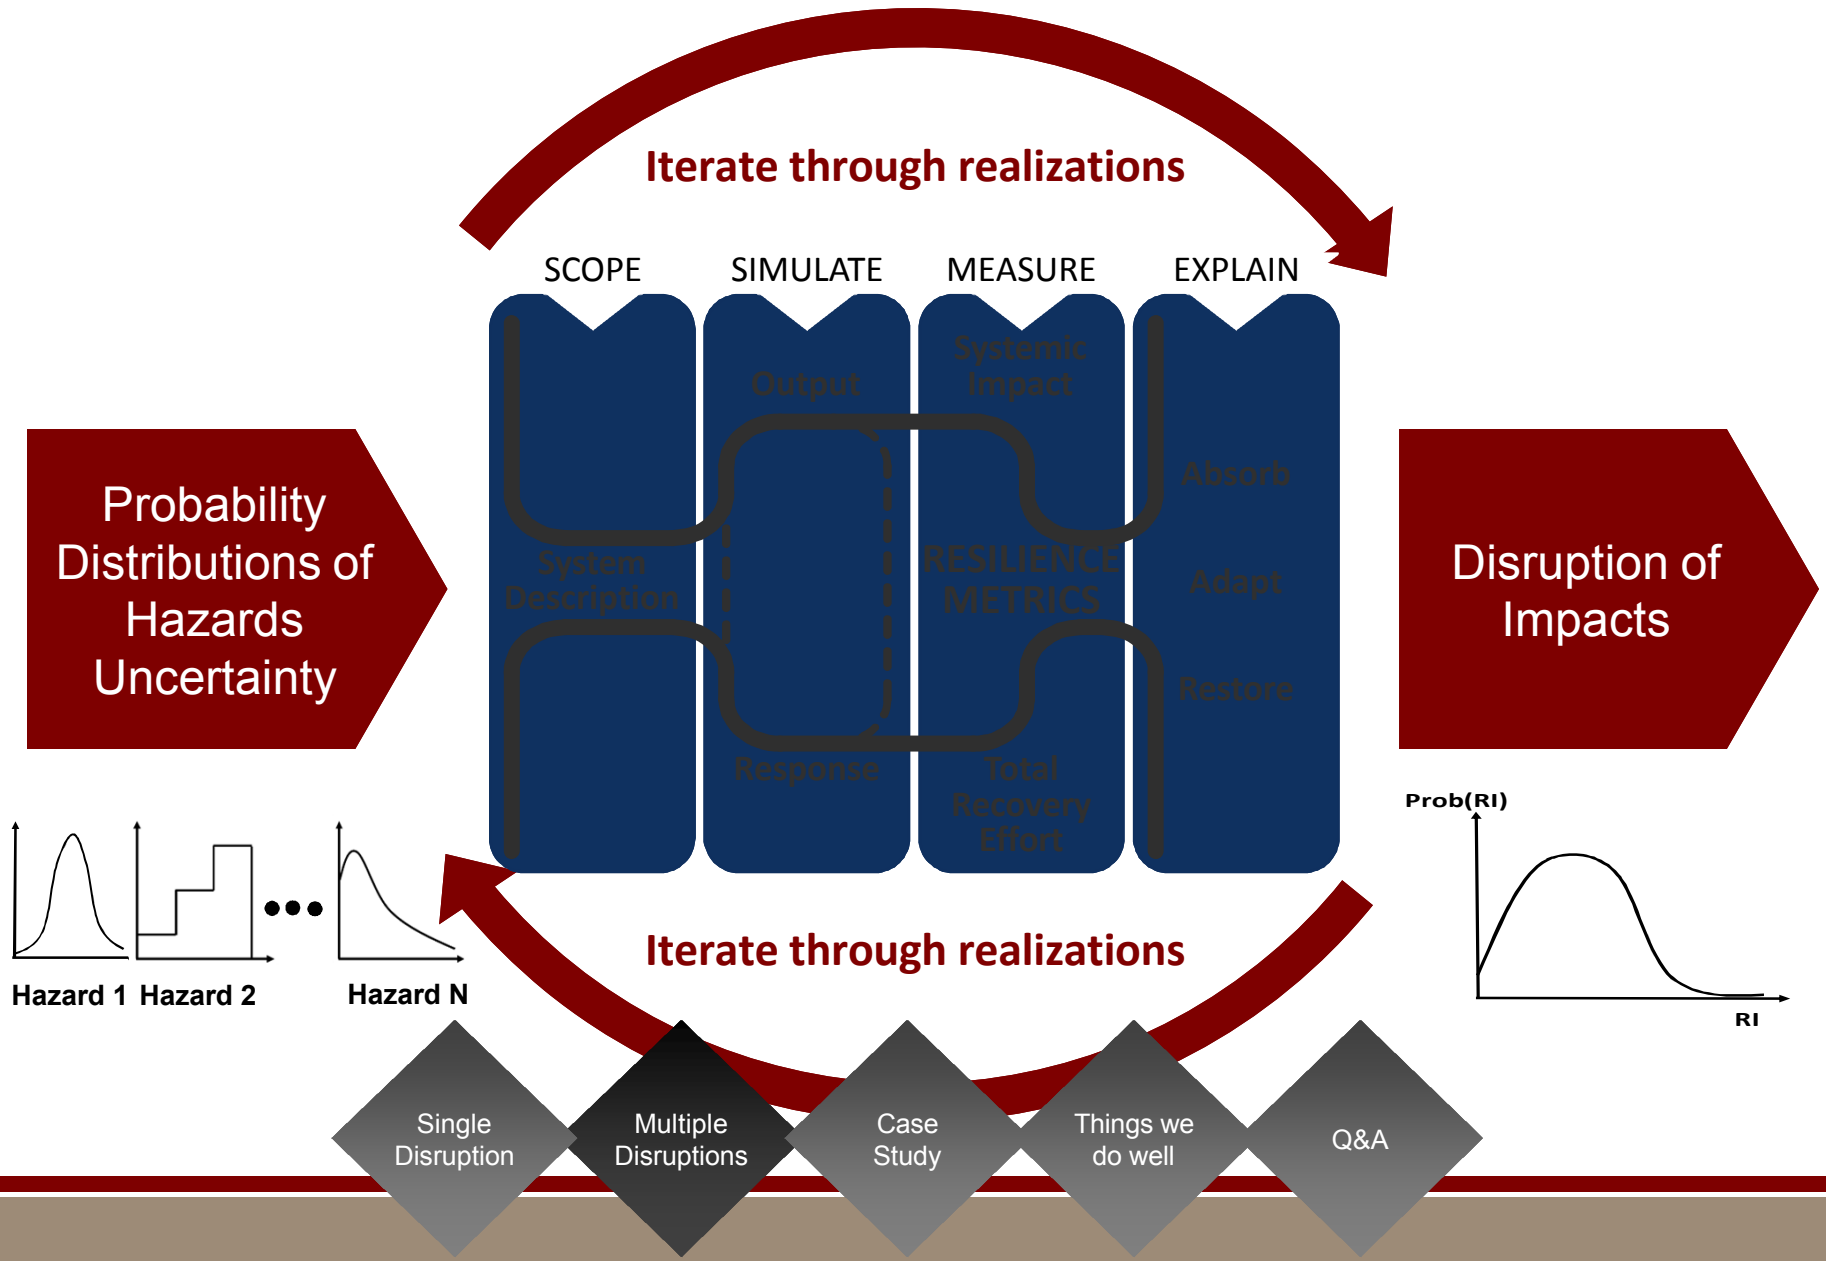 Iterate through realizations
SCOPE
SIMULATE
MEASURE
EXPLAIN
Probability
Distributions of
Hazards
Uncertainty
System
Description
Output
Response
Systemic
Impact
RESILIENCE
METRICS
Total
Recovery
Effort
Absorb
Adapt
Restore
Disruption of
Impacts
Hazard 1
Hazard 2
Hazard N
Prob(RI)
RI
Iterate through realizations
Single
Disruption
Multiple
Disruptions
Case
Study
Things we
do well
Q&A